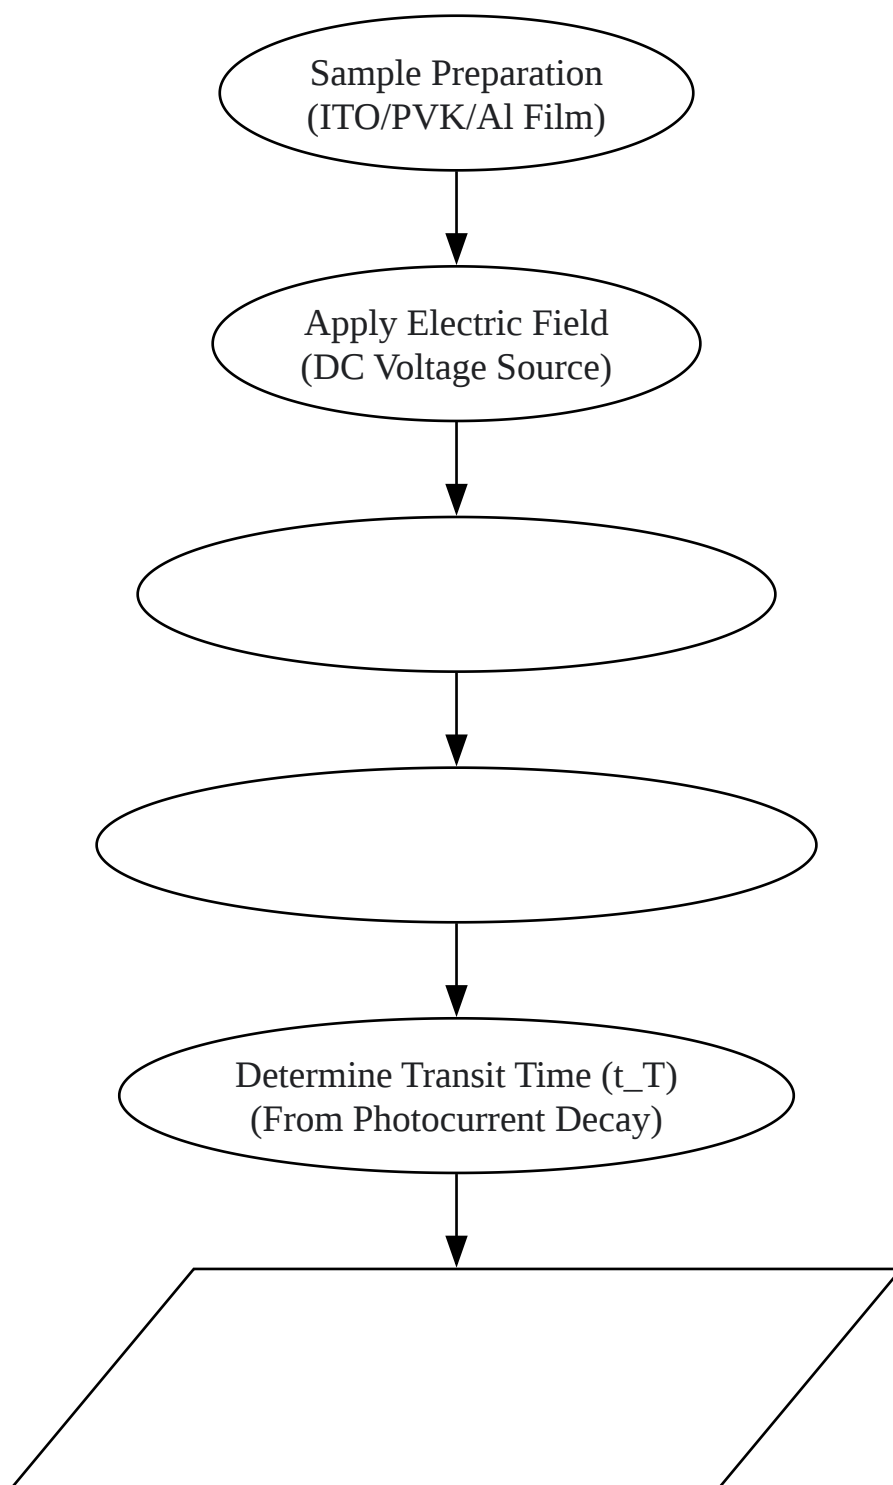 Sample Preparation
(ITO/PVK/Al Film)
Apply Electric Field
(DC Voltage Source)
Determine Transit Time (t_T)
(From Photocurrent Decay)